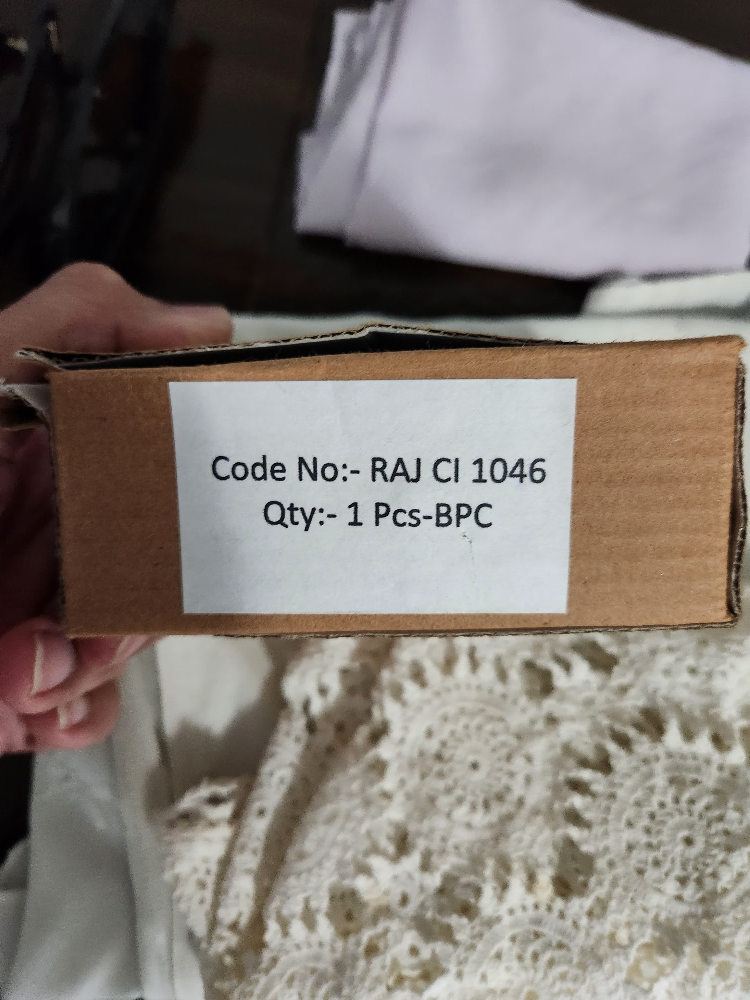 Code No:- RAJ CI 1046
Qty:- 1 Pcs-BPC